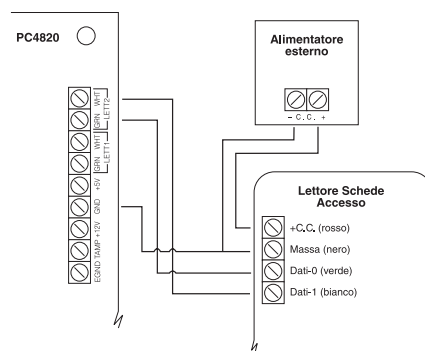 PC4820
WHT
GRN
LETT2
WHT
GRN
LETT1
+5V
GND
+12V
TAMP
EGND
Alimentatore
esterno
- C.C. +
Lettore Schede
Accesso
+C.C. (rosso)
Massa (nero)
Dati-0 (verde)
Dati-1 (bianco)